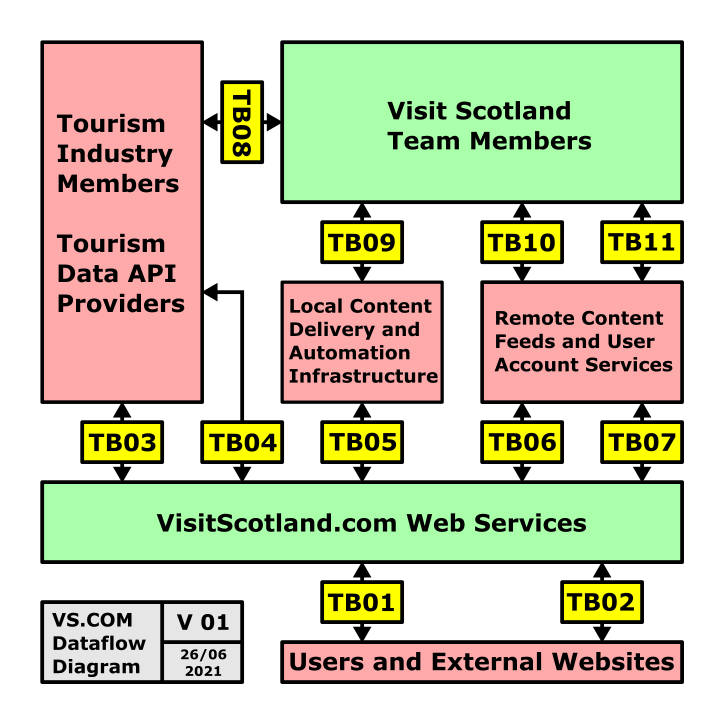 Tourism
Industry
Members
Tourism
Data API
Providers
TB08
Visit Scotland
Team Members
TB09
TB10
TB11
Local Content
Delivery and
Automation
Infrastructure
Remote Content
Feeds and User
Account Services
TB03
TB04
TB05
TB06
TB07
VisitScotland.com Web Services
TB01
TB02
Users and External Websites
VS.COM
Dataflow
Diagram
V 01
26/06
2021